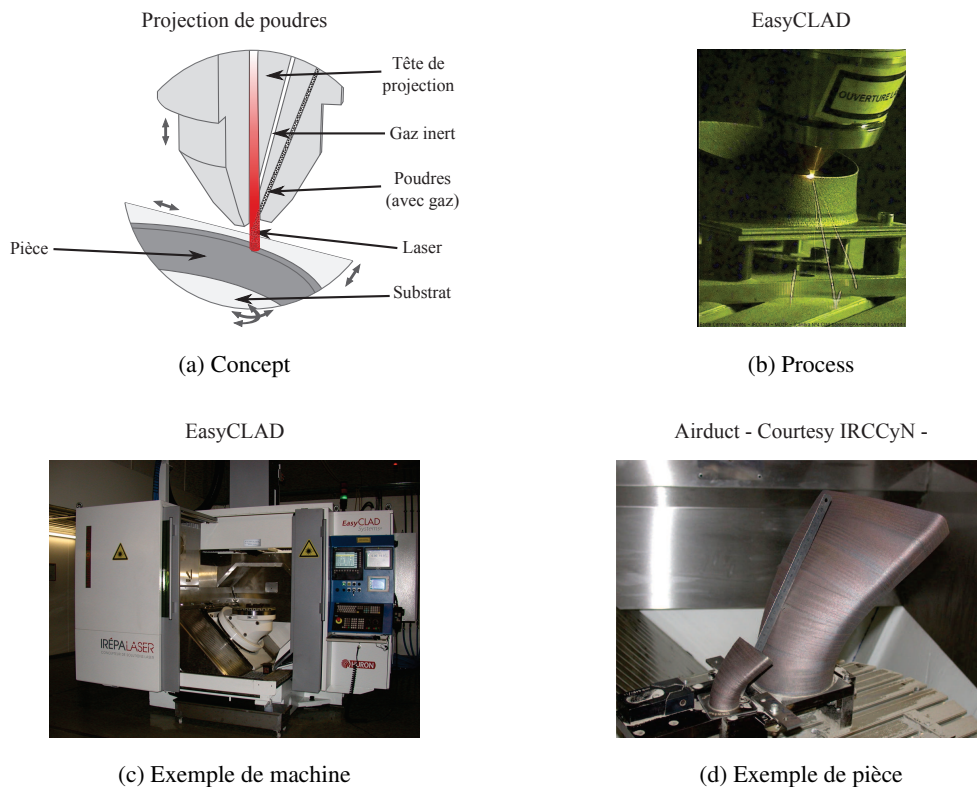 Projection de poudres
Tête de
projection
Gaz inert
Poudres
(avec gaz)
Laser
Pièce
Substrat
(a) Concept
EasyCLAD
OUVERTURE
(b) Process
EasyCLAD
EasyCLAD
IRÉPALASER
HURON
(c) Exemple de machine
Airduct - Courtesy IRCCyN -
(d) Exemple de pièce